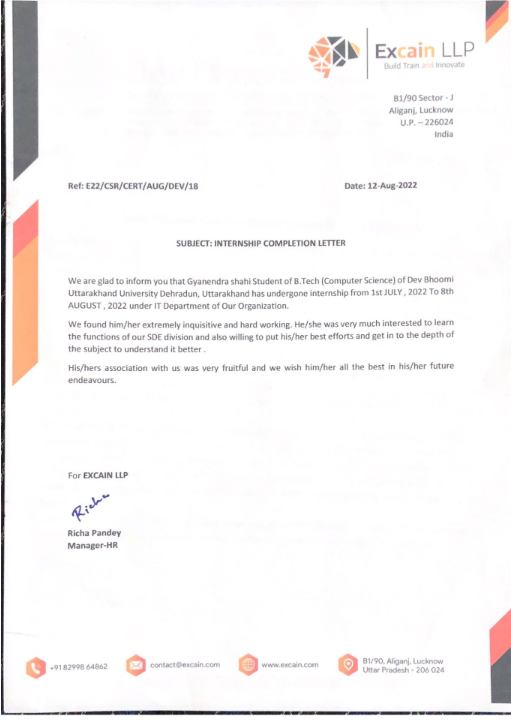 Excain LLP
Build Train and Innovate
B1/90 Sector - J
Aliganj, Lucknow
U.P. – 226024
India
Ref: E22/CSR/CERT/AUG/DEV/18 Date: 12-Aug-2022
SUBJECT: INTERNSHIP COMPLETION LETTER
We are glad to inform you that Gyanendra shahi Student of B.Tech (Computer Science) of Dev Bhoomi
Uttarakhand University Dehradun, Uttarakhand has undergone internship from 1st JULY , 2022 To 8th
AUGUST , 2022 under IT Department of Our Organization.
We found him/her extremely inquisitive and hard working. He/she was very much interested to learn
the functions of our SDE division and also willing to put his/her best efforts and get in to the depth of
the subject to understand it better .
His/hers association with us was very fruitful and we wish him/her all the best in his/her future
endeavours.
For EXCAIN LLP
Richa
Richa Pandey
Manager-HR
+91 82998 64862 contact@excain.com www.excain.com B1/90, Aliganj, Lucknow
Uttar Pradesh - 206 024